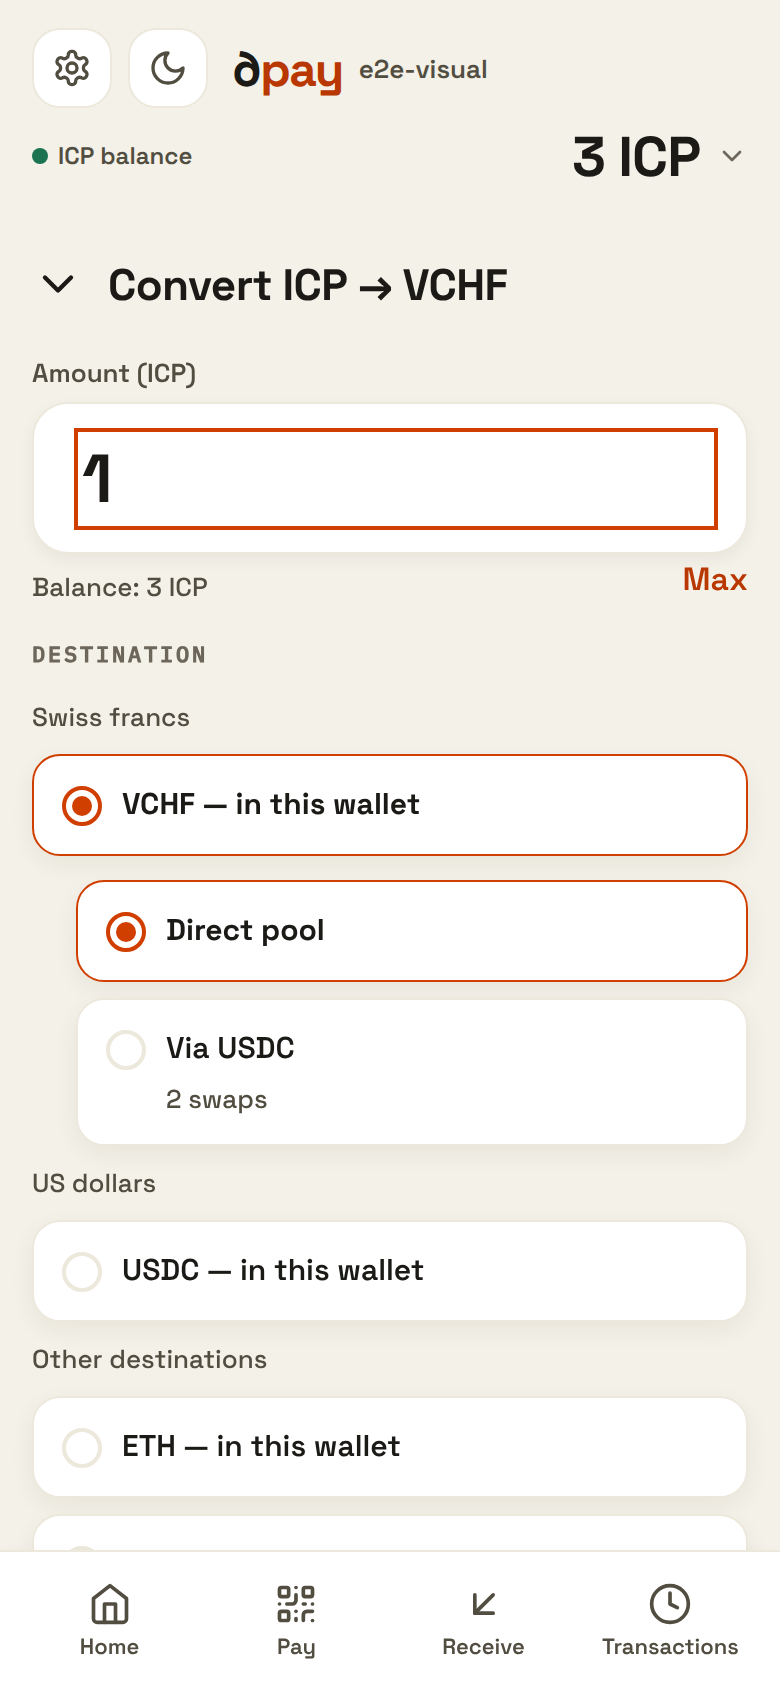 ∂pay e2e-visual
ICP balance
3 ICP
Convert ICP → VCHF
Amount (ICP)
1
Balance: 3 ICP
Max
DESTINATION
Swiss francs
VCHF — in this wallet
Direct pool
Via USDC
2 swaps
US dollars
USDC — in this wallet
Other destinations
ETH — in this wallet
Home
Pay
Receive
Transactions